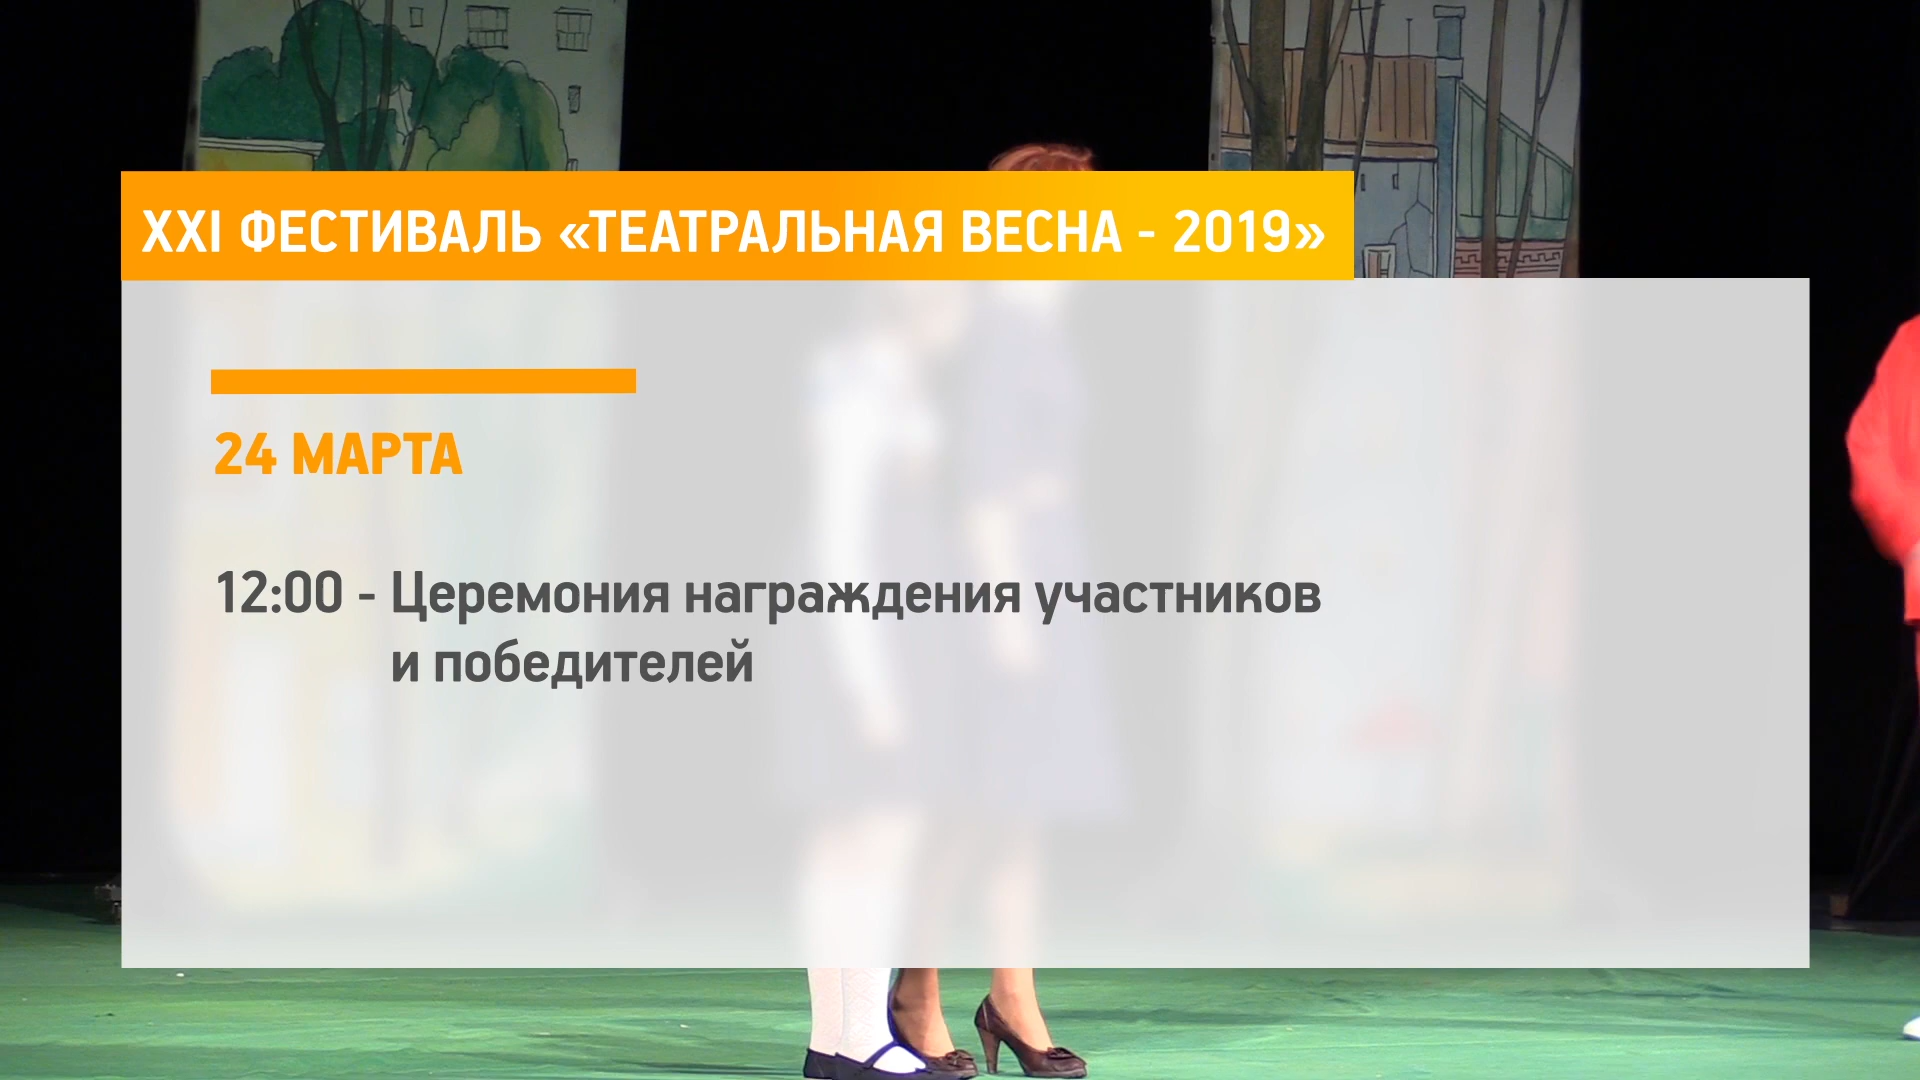 XXI ФЕСТИВАЛЬ «ТЕАТРАЛЬНАЯ ВЕСНА - 2019»
24 МАРТА
12:00 - Церемония награждения участников
и победителей